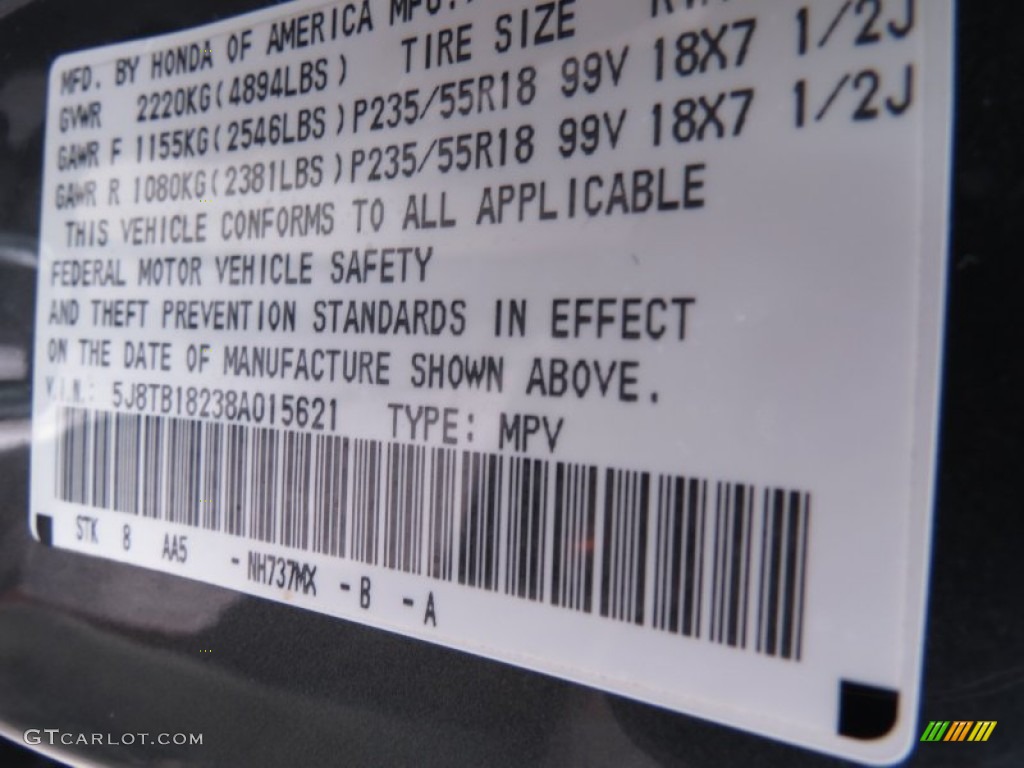 MFD. BY HONDA OF AMERICA MFG.
GVWR 2220KG(4894LBS) TIRE SIZE
GAWR F 1155KG(2546LBS)P235/55R18 99V 18X7 1/2J
GAWR R 1080KG(2381LBS)P235/55R18 99V 18X7 1/2J
THIS VEHICLE CONFORMS TO ALL APPLICABLE
FEDERAL MOTOR VEHICLE SAFETY
AND THEFT PREVENTION STANDARDS IN EFFECT
ON THE DATE OF MANUFACTURE SHOWN ABOVE.
V.I.N.: 5J8TB18238A015621 TYPE: MPV
STK 8 AA5 -NH737MX -B -A
GTCARLOT.COM